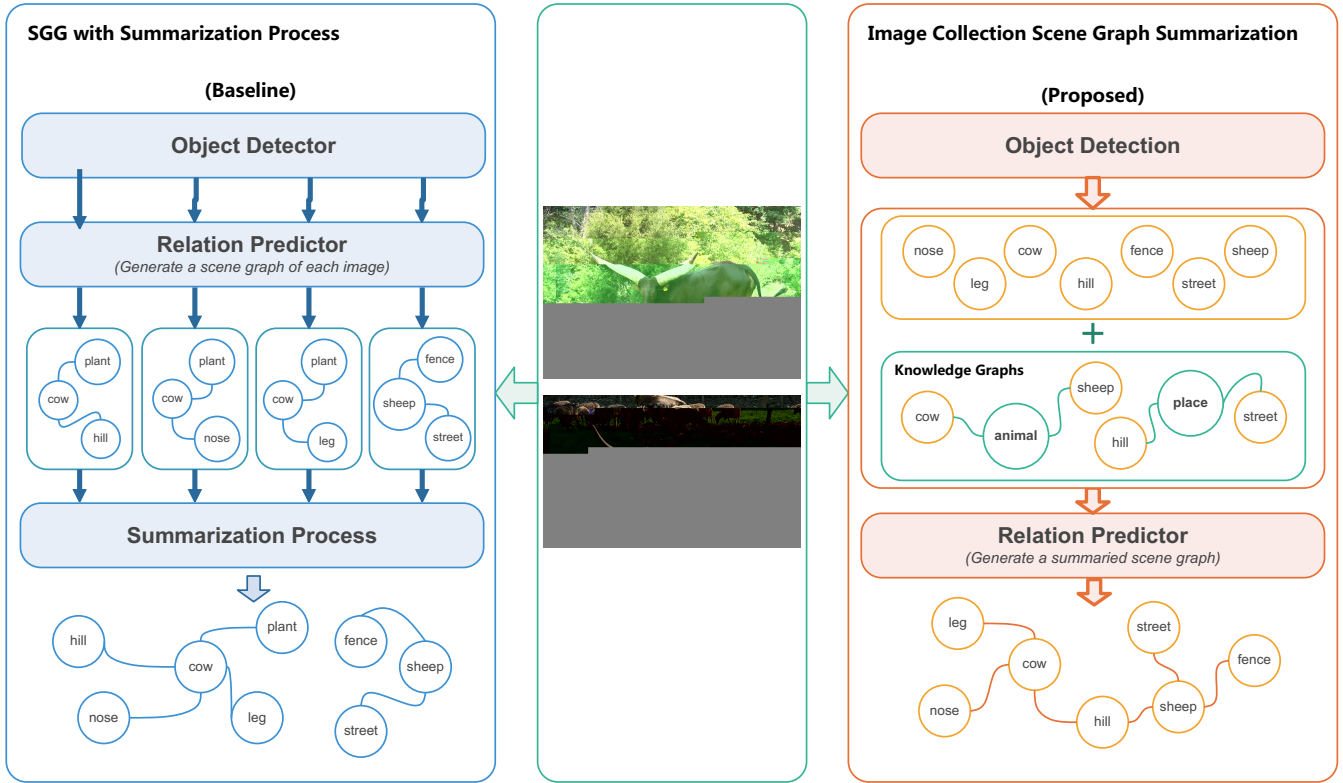 SGG with Summarization Process
(Baseline)
Object Detector
Relation Predictor
(Generate a scene graph of each image)
plant
cow
hill
plant
cow
nose
plant
cow
leg
fence
sheep
street
Summarization Process
hill
plant
cow
nose
leg
fence
sheep
street
Image Collection Scene Graph Summarization
(Proposed)
Object Detection
nose
cow
fence
sheep
leg
hill
street
+
Knowledge Graphs
cow
animal
sheep
hill
place
street
Relation Predictor
(Generate a summaried scene graph)
leg
street
cow
fence
nose
hill
sheep